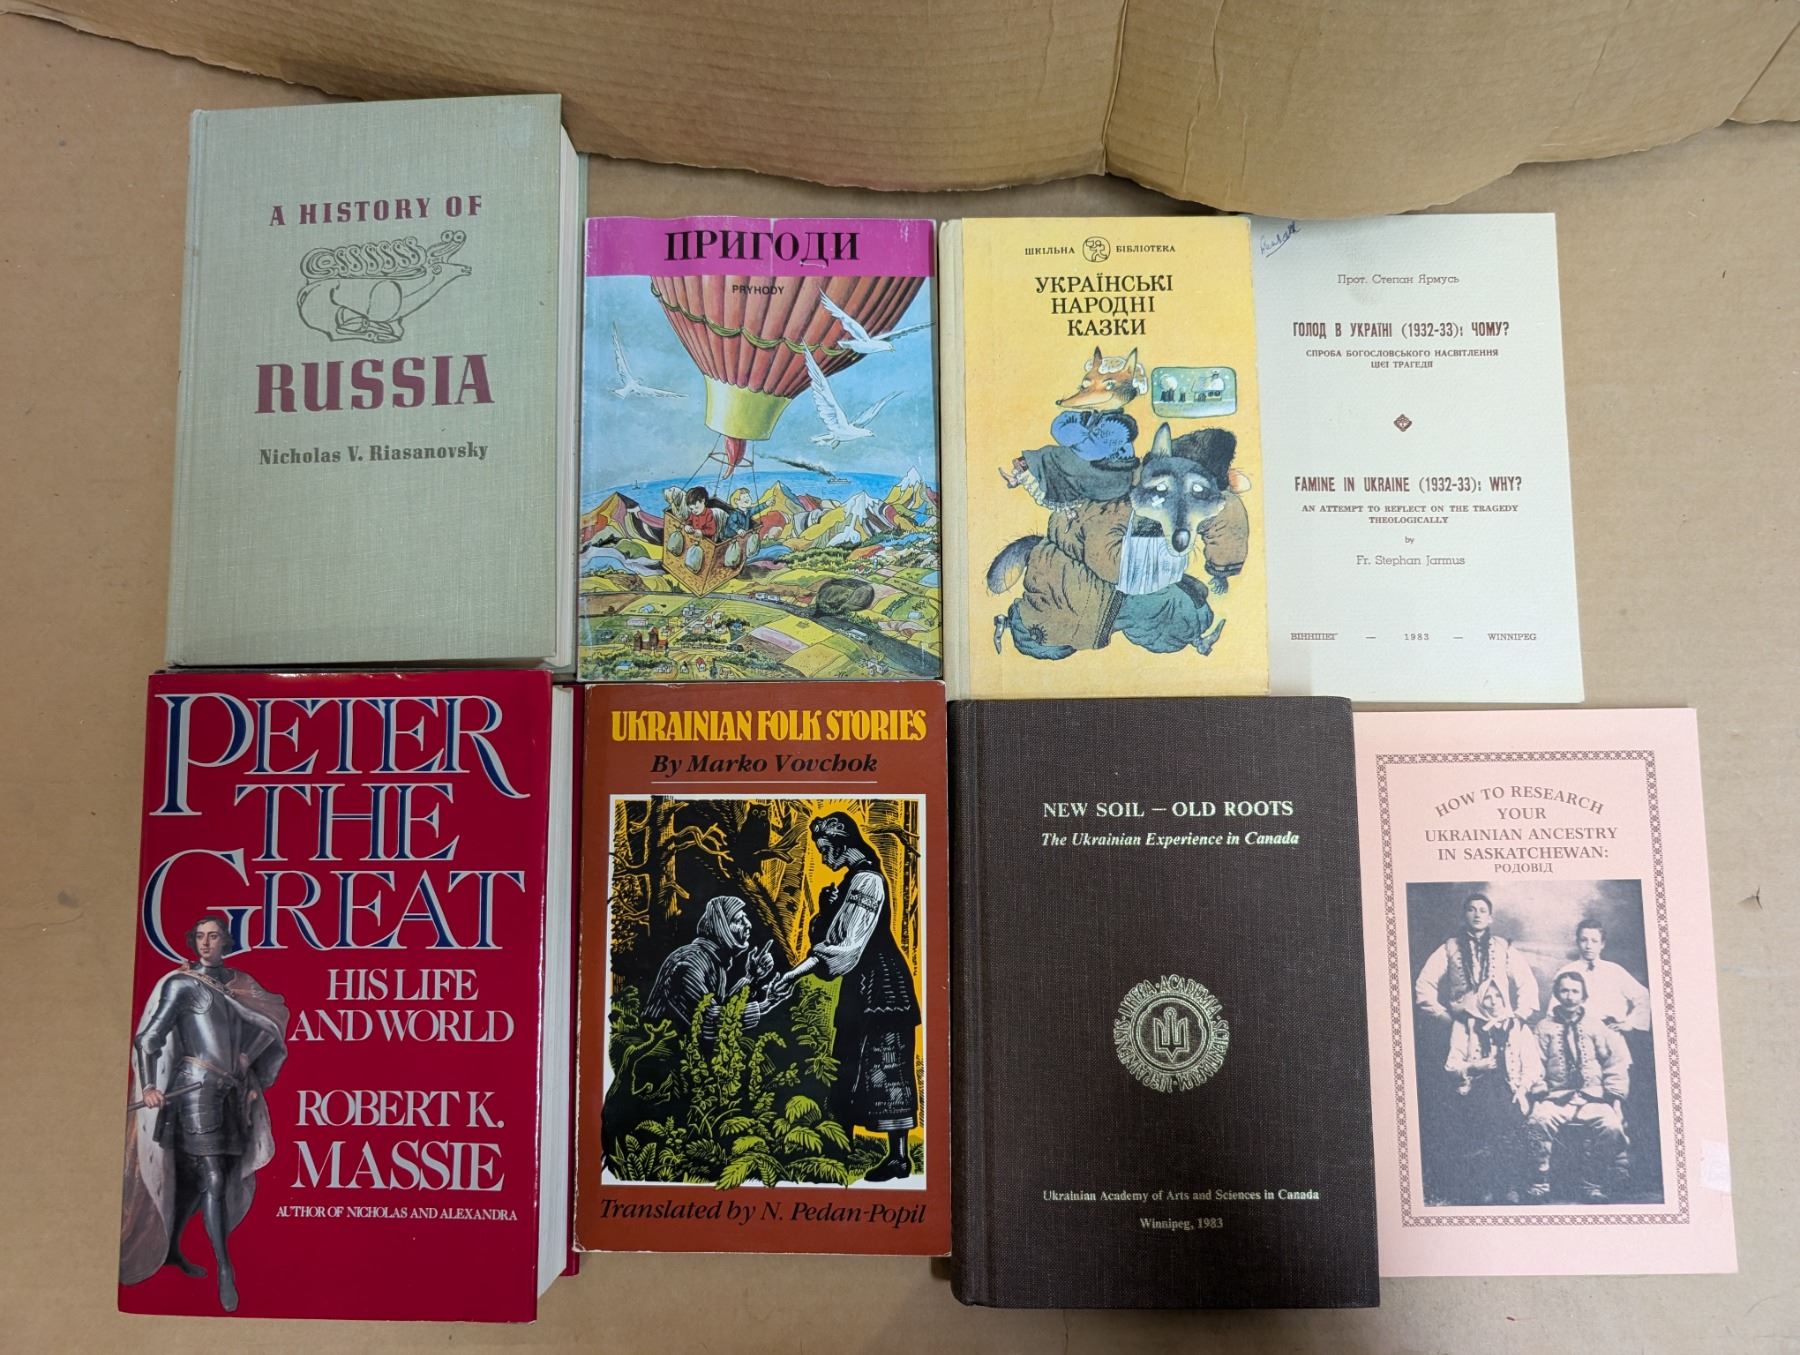 A HISTORY OF
RUSSIA
Nicholas V. Riasanovsky
ПРИГОДИ
PRYHODY
ШКІЛЬНА БІБЛІОТЕКА
УКРАЇНСЬКІ
НАРОДНІ
КАЗКИ
Прот. Степан Ярмусь
ГОЛОД В УКРАЇНІ (1932-33): ЧОМУ?
СПРОБА БОГОСЛОВСЬКОГО НАСВІТЛЕННЯ
ЦІЄЇ ТРАГЕДІЇ
FAMINE IN UKRAINE (1932-33): WHY?
AN ATTEMPT TO REFLECT ON THE TRAGEDY
THEOLOGICALLY
by
Fr. Stephan Jarmus
ВІННІПЕҐ — 1983 — WINNIPEG
PETER
THE
GREAT
HIS LIFE
AND WORLD
ROBERT K.
MASSIE
AUTHOR OF NICHOLAS AND ALEXANDRA
UKRAINIAN FOLK STORIES
By Marko Vovchok
Translated by N. Pedan-Popil
NEW SOIL — OLD ROOTS
The Ukrainian Experience in Canada
Ukrainian Academy of Arts and Sciences in Canada
Winnipeg, 1983
HOW TO RESEARCH
YOUR
UKRAINIAN ANCESTRY
IN SASKATCHEWAN:
РОДОВІД